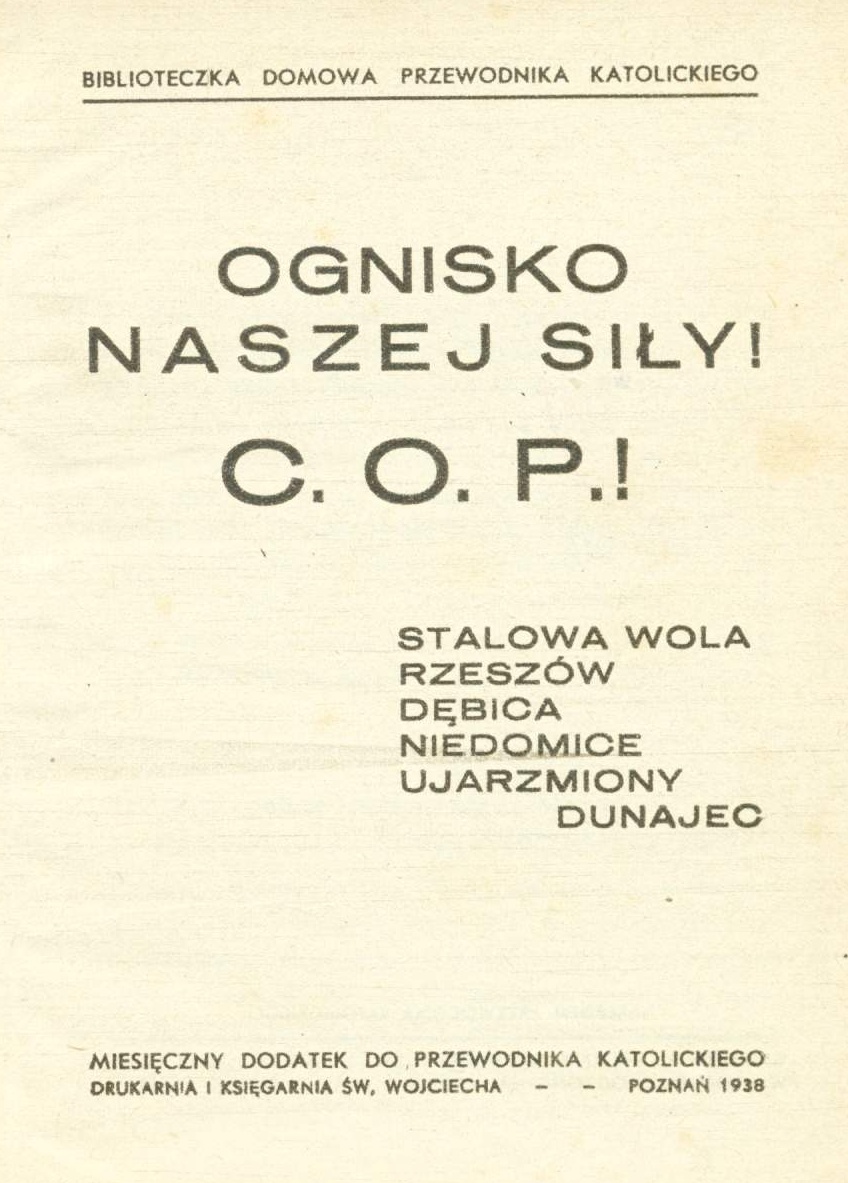 BIBLIOTECZKA DOMOWA PRZEWODNIKA KATOLICKIEGO
OGNISKO
NASZEJ SIŁY!
C. O. P.!
STALOWA WOLA
RZESZÓW
DĘBICA
NIEDOMICE
UJARZMIONY
DUNAJEC
MIESIĘCZNY DODATEK DO PRZEWODNIKA KATOLICKIEGO
DRUKARNIA I KSIĘGARNIA ŚW. WOJCIECHA – – POZNAŃ 1938